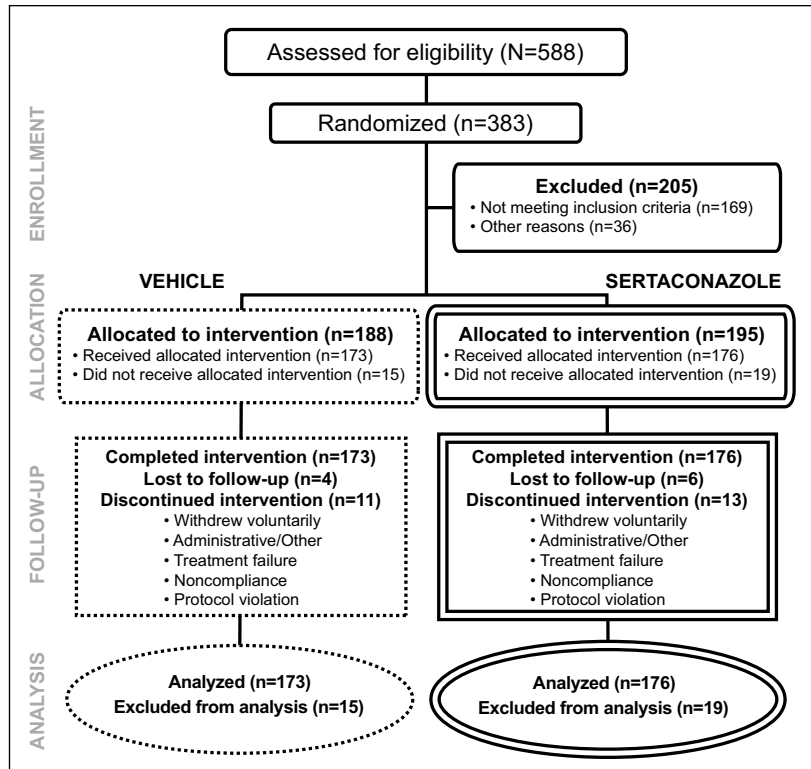 Assessed for eligibility (N=588)
Randomized (n=383)
ENROLLMENT
Excluded (n=205)
• Not meeting inclusion criteria (n=169)
• Other reasons (n=36)
VEHICLE
SERTACONAZOLE
ALLOCATION
Allocated to intervention (n=188)
• Received allocated intervention (n=173)
• Did not receive allocated intervention (n=15)
Allocated to intervention (n=195)
• Received allocated intervention (n=176)
• Did not receive allocated intervention (n=19)
FOLLOW-UP
Completed intervention (n=173)
Lost to follow-up (n=4)
Discontinued intervention (n=11)
• Withdrew voluntarily
• Administrative/Other
• Treatment failure
• Noncompliance
• Protocol violation
Completed intervention (n=176)
Lost to follow-up (n=6)
Discontinued intervention (n=13)
• Withdrew voluntarily
• Administrative/Other
• Treatment failure
• Noncompliance
• Protocol violation
ANALYSIS
Analyzed (n=173)
Excluded from analysis (n=15)
Analyzed (n=176)
Excluded from analysis (n=19)